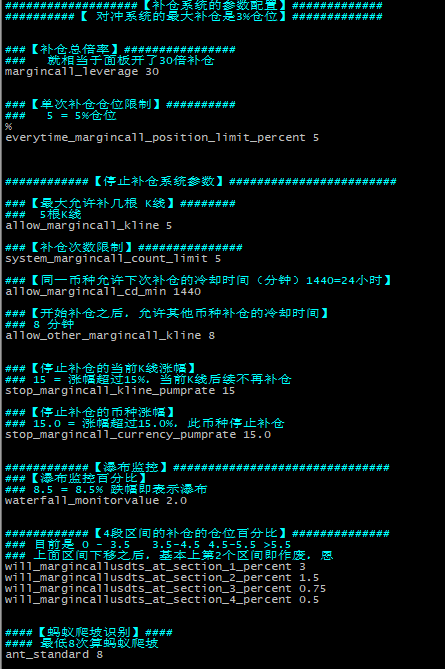 ###################【补仓系统的参数配置】#############
##########【 对冲系统的最大补仓是3%仓位】#############
###【补仓总倍率】################
###   就相当于面板开了30倍补仓
margincall_leverage 30
###【单次补仓仓位限制】##########
###   5 = 5%仓位
%
everytime_margincall_position_limit_percent 5
############【停止补仓系统参数】########################
###【最大允许补几根 K线】########
###  5根K线
allow_margincall_kline 5
###【补仓次数限制】###############
system_margincall_count_limit 5
###【同一币种允许下次补仓的冷却时间（分钟）1440=24小时】
allow_margincall_cd_min 1440
###【开始补仓之后，允许其他币种补仓的冷却时间】
### 8 分钟
allow_other_margincall_kline 8
###【停止补仓的当前K线涨幅】
### 15 = 涨幅超过15%，当前K线后续不再补仓
stop_margincall_kline_pumprate 15
###【停止补仓的币种涨幅】
### 15.0 = 涨幅超过15.0%，此币种停止补仓
stop_margincall_currency_pumprate 15.0
############【瀑布监控】###########################
###【瀑布监控百分比】
### 8.5 = 8.5% 跌幅即表示瀑布
waterfall_monitorvalue 2.0
############【4段区间的补仓的仓位百分比】##############
### 目前是 0 - 3.5   3.5-4.5 4.5-5.5 >5.5
### 上面区间下移之后，基本上第2个区间即作废，恩
will_margincallusdts_at_section_1_percent 3
will_margincallusdts_at_section_2_percent 1.5
will_margincallusdts_at_section_3_percent 0.75
will_margincallusdts_at_section_4_percent 0.5
####【蚂蚁爬坡识别】####
#### 最低8次算蚂蚁爬坡
ant_standard 8